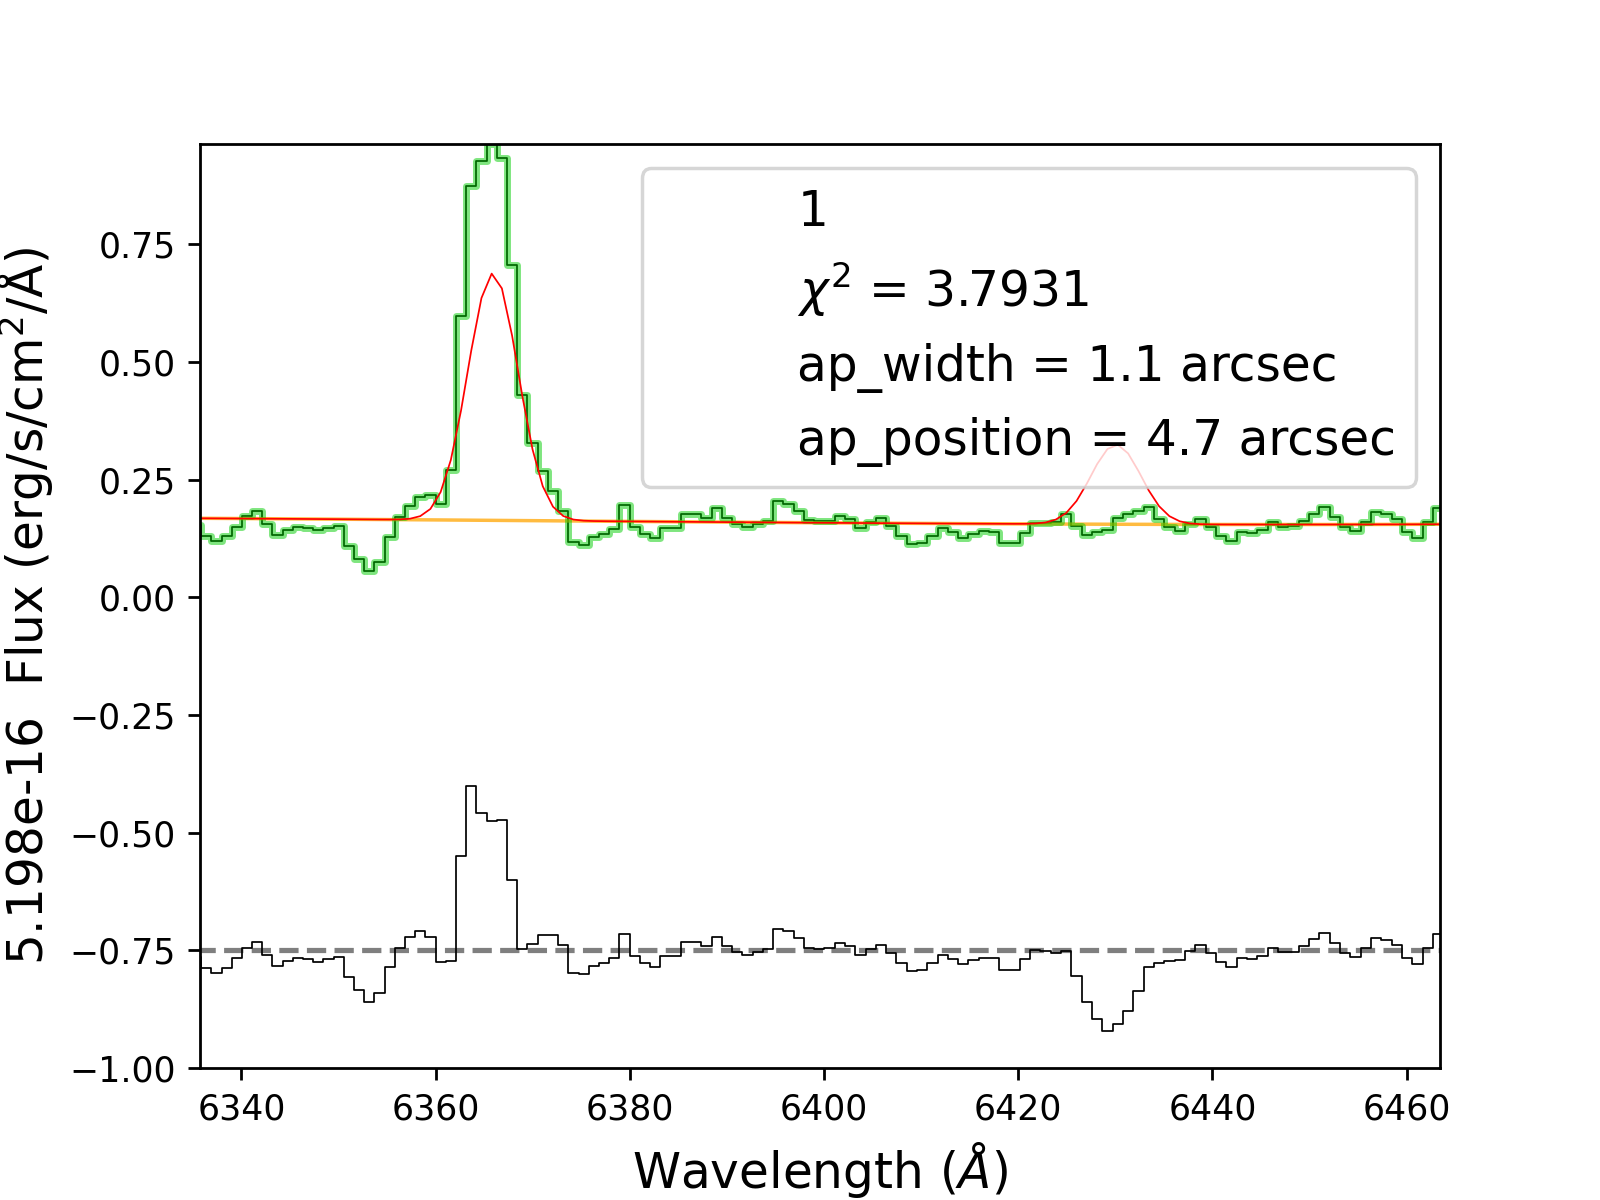 1
χ² = 3.7931
ap_width = 1.1 arcsec
ap_position = 4.7 arcsec
0.75
0.50
0.25
0.00
−0.25
−0.50
−0.75
−1.00
5.198e-16 Flux (erg/s/cm²/Å)
6340 6360 6380 6400 6420 6440 6460
Wavelength (Å)